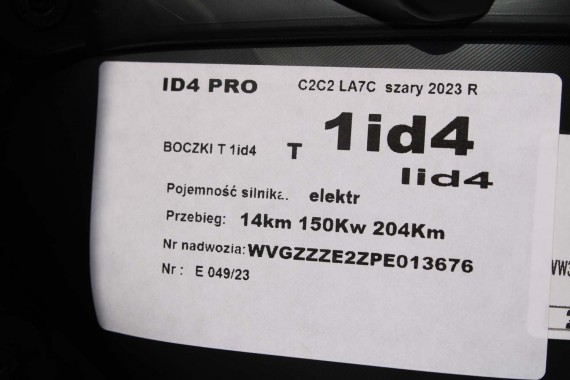 ID4 PRO C2C2 LA7C szary 2023 R
1id4
BOCZKI T 1id4 T
Iid4
Pojemność silnika.. elektr
Przebieg: 14km 150Kw 204Km
Nr nadwozia: WVGZZZE2ZPE013676
Nr : E 049/23